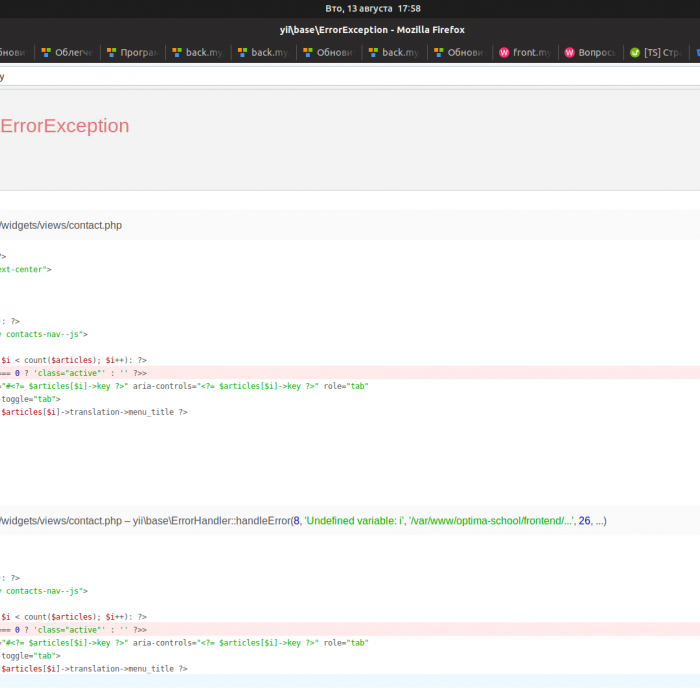 Вто, 13 августа 17:58
yii\base\ErrorException - Mozilla Firefox
Облегч
Програм
back.my
back.my
Обнови
back.my
Обнови
front.my
Вопрос
[TS] Стр
y
ErrorException
/widgets/views/contact.php
?>
ext-center">
: ?>
contacts-nav--js">
$i < count($articles); $i++): ?>
=== 0 ? 'class="active"' : '' ?>>
="#<?= $articles[$i]->key ?>" aria-controls="<?= $articles[$i]->key ?>" role="tab"
-toggle="tab">
$articles[$i]->translation->menu_title ?>
/widgets/views/contact.php – yii\base\ErrorHandler::handleError(8, 'Undefined variable: i', '/var/www/optima-school/frontend/...', 26, ...)
: ?>
contacts-nav--js">
$i < count($articles); $i++): ?>
=== 0 ? 'class="active"' : '' ?>>
="#<?= $articles[$i]->key ?>" aria-controls="<?= $articles[$i]->key ?>" role="tab"
-toggle="tab">
$articles[$i]->translation->menu_title ?>